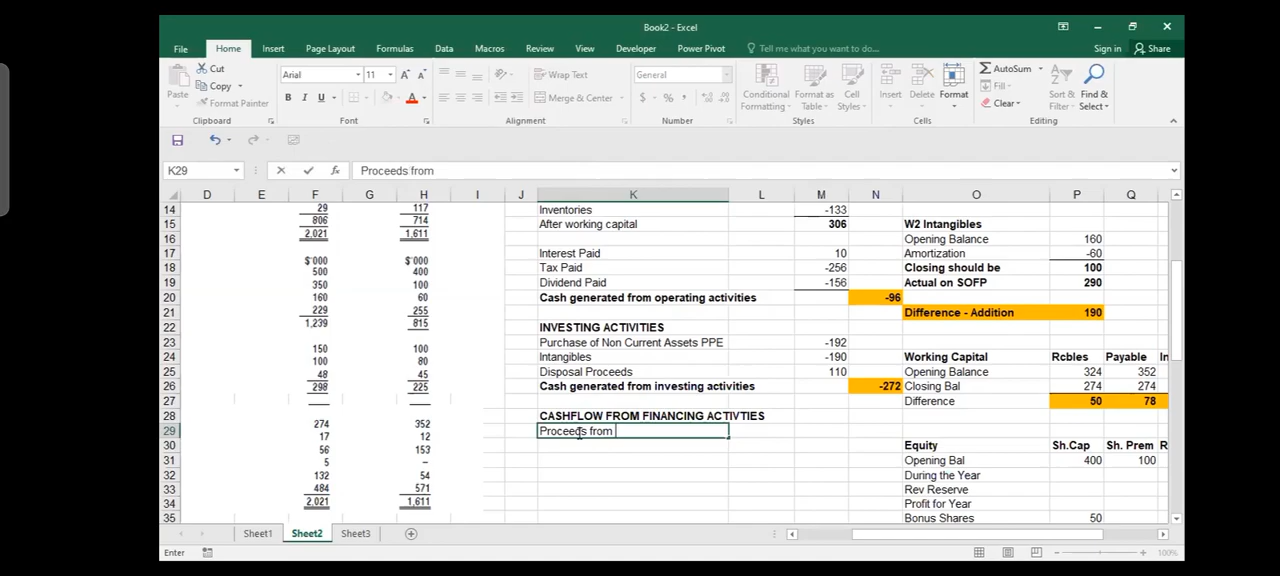 Book2 - Excel
File Home Insert Page Layout Formulas Data Macros Review View Developer Power Pivot Tell me what you want to do... Sign in Share
Paste Cut Copy Format Painter Clipboard
Arial 11 A A B I U A Font
Wrap Text Merge & Center Alignment
General $ % , Number
Conditional Formatting Format as Table Cell Styles Styles
Insert Delete Format Cells
AutoSum Fill Clear Sort & Filter Find & Select Editing
K29 fx Proceeds from
D E F G H I J K L M N O P Q
14 29 117 Inventories -133
15 806 714 After working capital 306 W2 Intangibles
16 2,021 1,611 Opening Balance 160
17 Interest Paid 10 Amortization -60
18 $'000 $'000 Tax Paid -256 Closing should be 100
19 500 400 Dividend Paid -156 Actual on SOFP 290
20 350 100 Cash generated from operating activities -96
21 160 60 Difference - Addition 190
22 229 255 INVESTING ACTIVITIES
23 1,239 815 Purchase of Non Current Assets PPE -192
24 150 100 Intangibles -190 Working Capital Rcbles Payable In
25 100 80 Disposal Proceeds 110 Opening Balance 324 352
26 48 45 Cash generated from investing activities -272 Closing Bal 274 274
27 298 225 Difference 50 78
28 CASHFLOW FROM FINANCING ACTIVTIES
29 274 352 Proceeds from
30 17 12 Equity Sh.Cap Sh. Prem R
31 56 153 Opening Bal 400 100
32 5 – During the Year
33 132 54 Rev Reserve
34 484 571 Profit for Year
35 2,021 1,611 Bonus Shares 50
Sheet1 Sheet2 Sheet3
Enter 100%